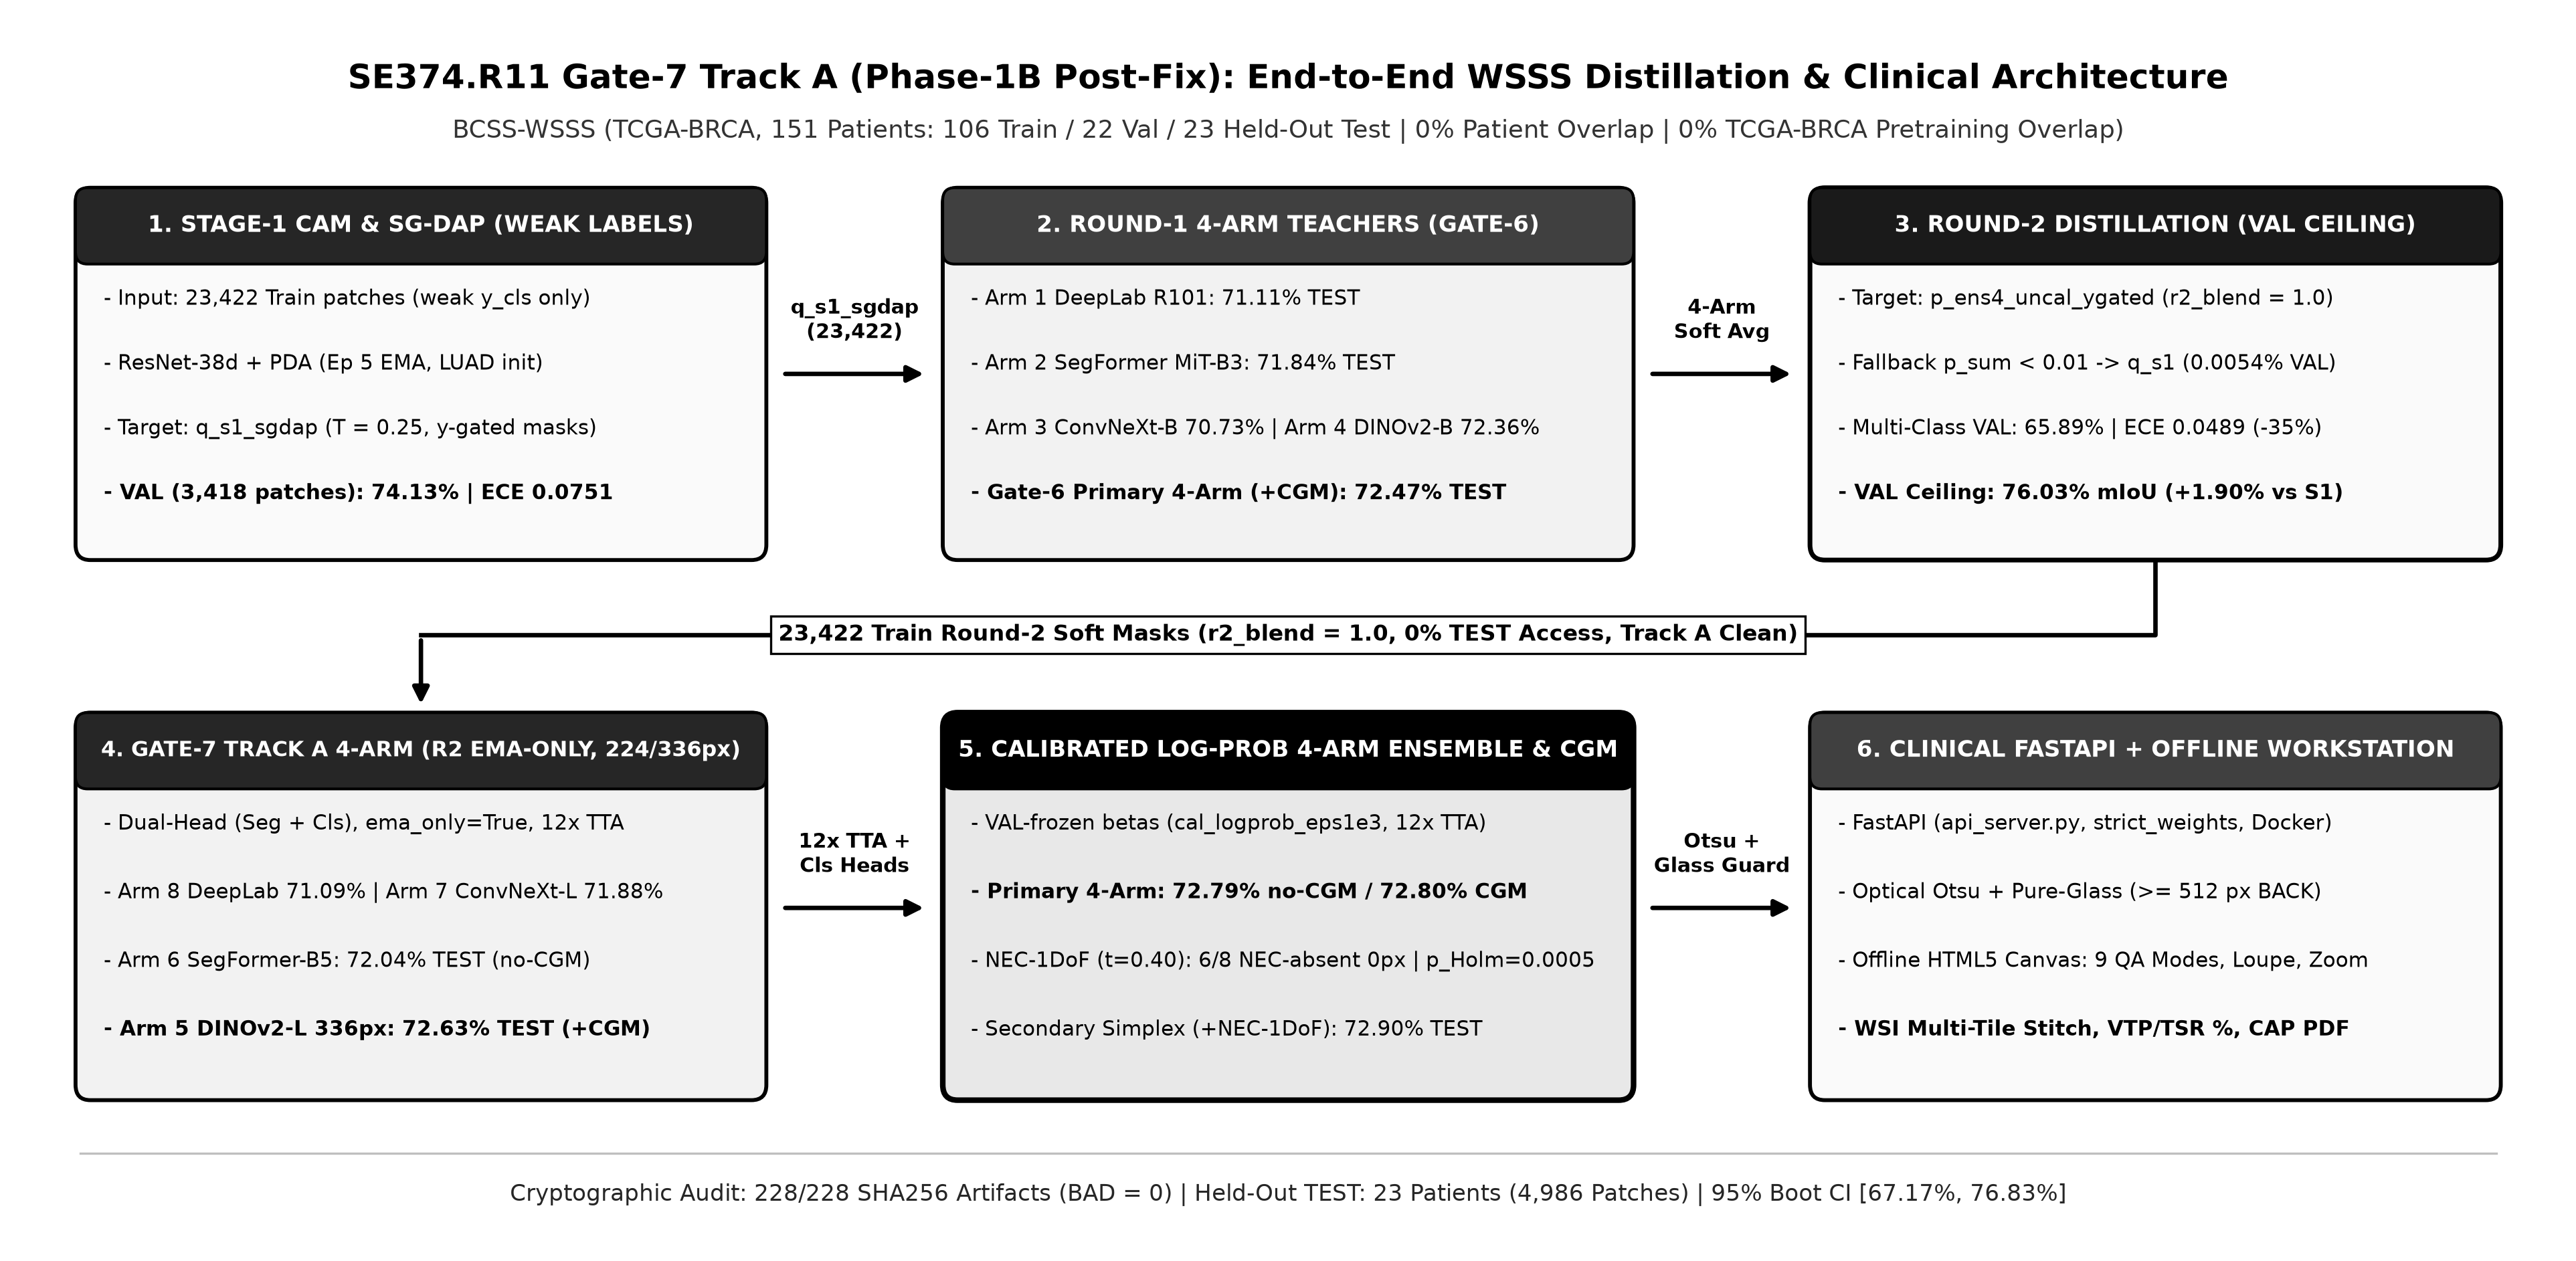 SE374.R11 Gate-7 Track A (Phase-1B Post-Fix): End-to-End WSSS Distillation & Clinical Architecture
BCSS-WSSS (TCGA-BRCA, 151 Patients: 106 Train / 22 Val / 23 Held-Out Test | 0% Patient Overlap | 0% TCGA-BRCA Pretraining Overlap)
1. STAGE-1 CAM & SG-DAP (WEAK LABELS)
- Input: 23,422 Train patches (weak y_cls only)
- ResNet-38d + PDA (Ep 5 EMA, LUAD init)
- Target: q_s1_sgdap (T = 0.25, y-gated masks)
- VAL (3,418 patches): 74.13% | ECE 0.0751
q_s1_sgdap
(23,422)
2. ROUND-1 4-ARM TEACHERS (GATE-6)
- Arm 1 DeepLab R101: 71.11% TEST
- Arm 2 SegFormer MiT-B3: 71.84% TEST
- Arm 3 ConvNeXt-B 70.73% | Arm 4 DINOv2-B 72.36%
- Gate-6 Primary 4-Arm (+CGM): 72.47% TEST
4-Arm
Soft Avg
3. ROUND-2 DISTILLATION (VAL CEILING)
- Target: p_ens4_uncal_ygated (r2_blend = 1.0)
- Fallback p_sum < 0.01 -> q_s1 (0.0054% VAL)
- Multi-Class VAL: 65.89% | ECE 0.0489 (-35%)
- VAL Ceiling: 76.03% mIoU (+1.90% vs S1)
23,422 Train Round-2 Soft Masks (r2_blend = 1.0, 0% TEST Access, Track A Clean)
4. GATE-7 TRACK A 4-ARM (R2 EMA-ONLY, 224/336px)
- Dual-Head (Seg + Cls), ema_only=True, 12x TTA
- Arm 8 DeepLab 71.09% | Arm 7 ConvNeXt-L 71.88%
- Arm 6 SegFormer-B5: 72.04% TEST (no-CGM)
- Arm 5 DINOv2-L 336px: 72.63% TEST (+CGM)
12x TTA +
Cls Heads
5. CALIBRATED LOG-PROB 4-ARM ENSEMBLE & CGM
- VAL-frozen betas (cal_logprob_eps1e3, 12x TTA)
- Primary 4-Arm: 72.79% no-CGM / 72.80% CGM
- NEC-1DoF (t=0.40): 6/8 NEC-absent 0px | p_Holm=0.0005
- Secondary Simplex (+NEC-1DoF): 72.90% TEST
Otsu +
Glass Guard
6. CLINICAL FASTAPI + OFFLINE WORKSTATION
- FastAPI (api_server.py, strict_weights, Docker)
- Optical Otsu + Pure-Glass (>= 512 px BACK)
- Offline HTML5 Canvas: 9 QA Modes, Loupe, Zoom
- WSI Multi-Tile Stitch, VTP/TSR %, CAP PDF
Cryptographic Audit: 228/228 SHA256 Artifacts (BAD = 0) | Held-Out TEST: 23 Patients (4,986 Patches) | 95% Boot CI [67.17%, 76.83%]